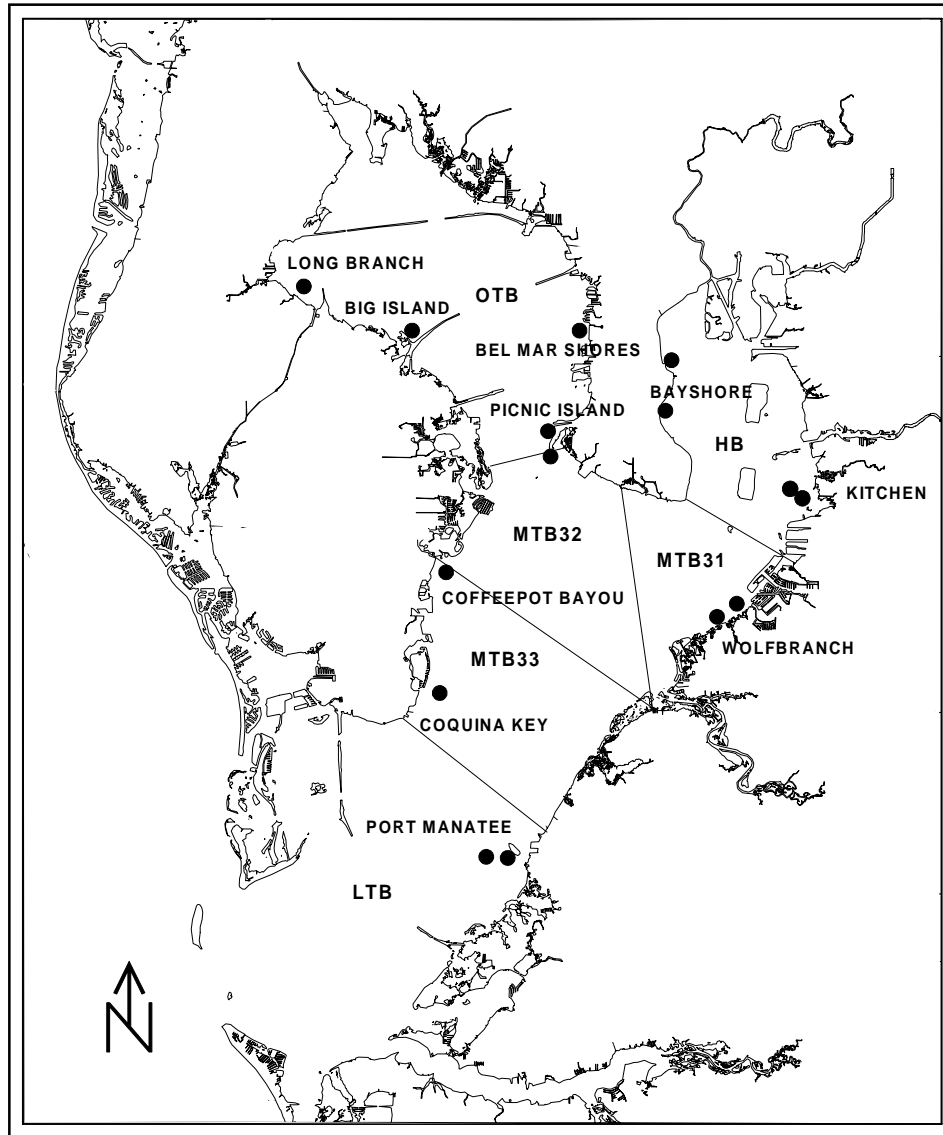 LONG BRANCH
OTB
BIG ISLAND
BEL MAR SHORES
BAYSHORE
PICNIC ISLAND
HB
KITCHEN
MTB32
MTB31
COFFEEPOT BAYOU
WOLFBRANCH
MTB33
COQUINA KEY
PORT MANATEE
LTB
N